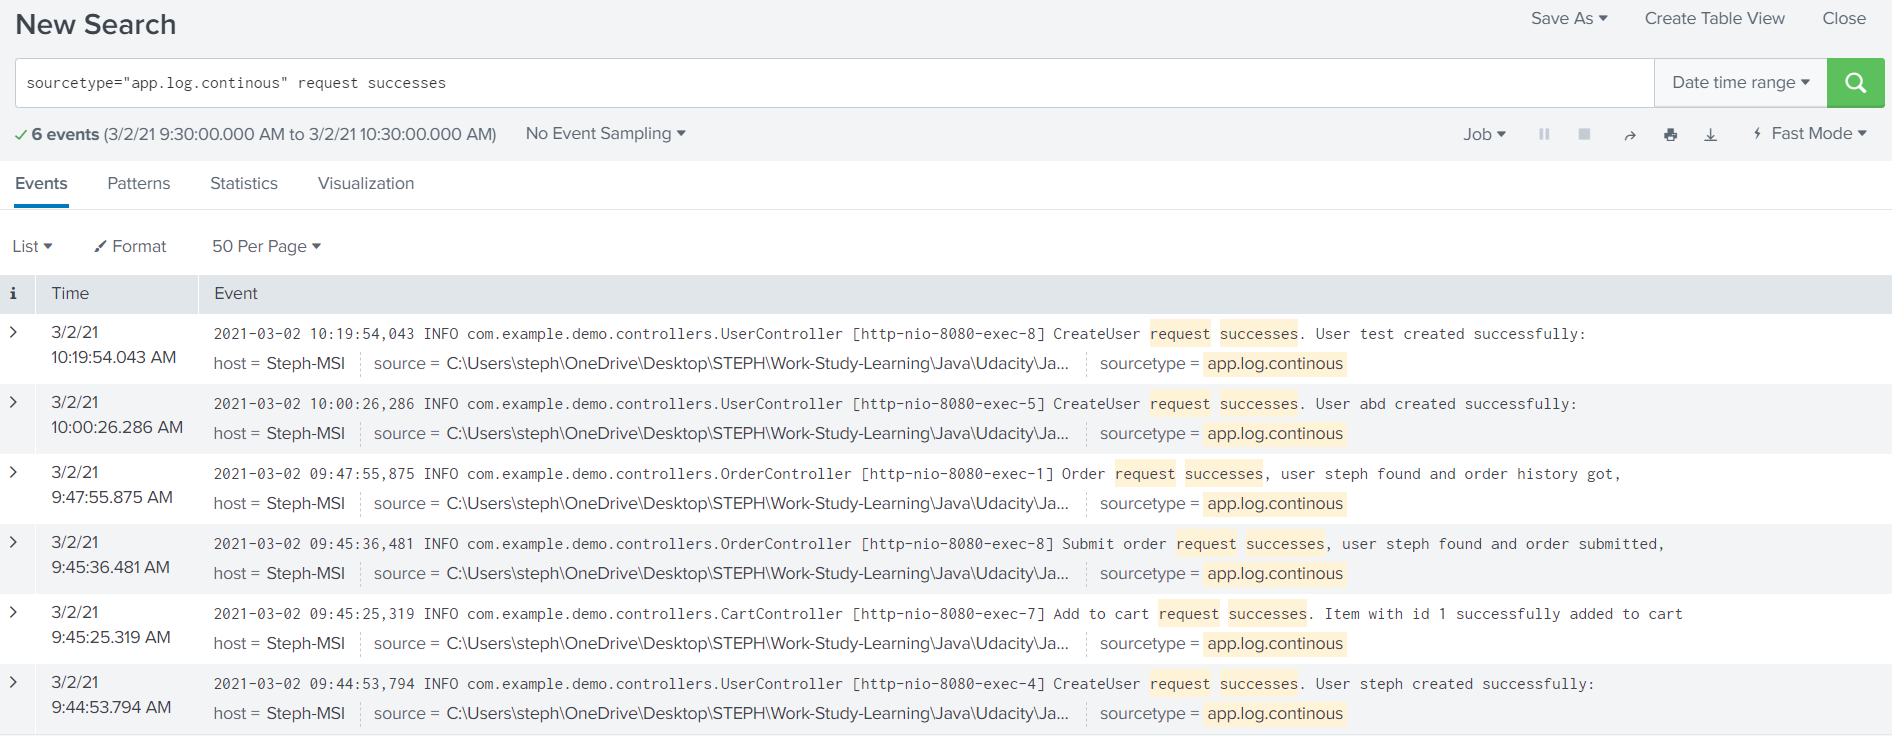 New Search
Save As Create Table View Close
sourcetype="app.log.continous" request successes
Date time range
6 events (3/2/21 9:30:00.000 AM to 3/2/21 10:30:00.000 AM) No Event Sampling
Job Fast Mode
Events Patterns Statistics Visualization
List Format 50 Per Page
i Time Event
3/2/21
10:19:54.043 AM
2021-03-02 10:19:54,043 INFO com.example.demo.controllers.UserController [http-nio-8080-exec-8] CreateUser request successes. User test created successfully:
host = Steph-MSI source = C:\Users\steph\OneDrive\Desktop\STEPH\Work-Study-Learning\Java\Udacity\Ja... sourcetype = app.log.continous
3/2/21
10:00:26.286 AM
2021-03-02 10:00:26,286 INFO com.example.demo.controllers.UserController [http-nio-8080-exec-5] CreateUser request successes. User abd created successfully:
host = Steph-MSI source = C:\Users\steph\OneDrive\Desktop\STEPH\Work-Study-Learning\Java\Udacity\Ja... sourcetype = app.log.continous
3/2/21
9:47:55.875 AM
2021-03-02 09:47:55,875 INFO com.example.demo.controllers.OrderController [http-nio-8080-exec-1] Order request successes, user steph found and order history got,
host = Steph-MSI source = C:\Users\steph\OneDrive\Desktop\STEPH\Work-Study-Learning\Java\Udacity\Ja... sourcetype = app.log.continous
3/2/21
9:45:36.481 AM
2021-03-02 09:45:36,481 INFO com.example.demo.controllers.OrderController [http-nio-8080-exec-8] Submit order request successes, user steph found and order submitted,
host = Steph-MSI source = C:\Users\steph\OneDrive\Desktop\STEPH\Work-Study-Learning\Java\Udacity\Ja... sourcetype = app.log.continous
3/2/21
9:45:25.319 AM
2021-03-02 09:45:25,319 INFO com.example.demo.controllers.CartController [http-nio-8080-exec-7] Add to cart request successes. Item with id 1 successfully added to cart
host = Steph-MSI source = C:\Users\steph\OneDrive\Desktop\STEPH\Work-Study-Learning\Java\Udacity\Ja... sourcetype = app.log.continous
3/2/21
9:44:53.794 AM
2021-03-02 09:44:53,794 INFO com.example.demo.controllers.UserController [http-nio-8080-exec-4] CreateUser request successes. User steph created successfully:
host = Steph-MSI source = C:\Users\steph\OneDrive\Desktop\STEPH\Work-Study-Learning\Java\Udacity\Ja... sourcetype = app.log.continous